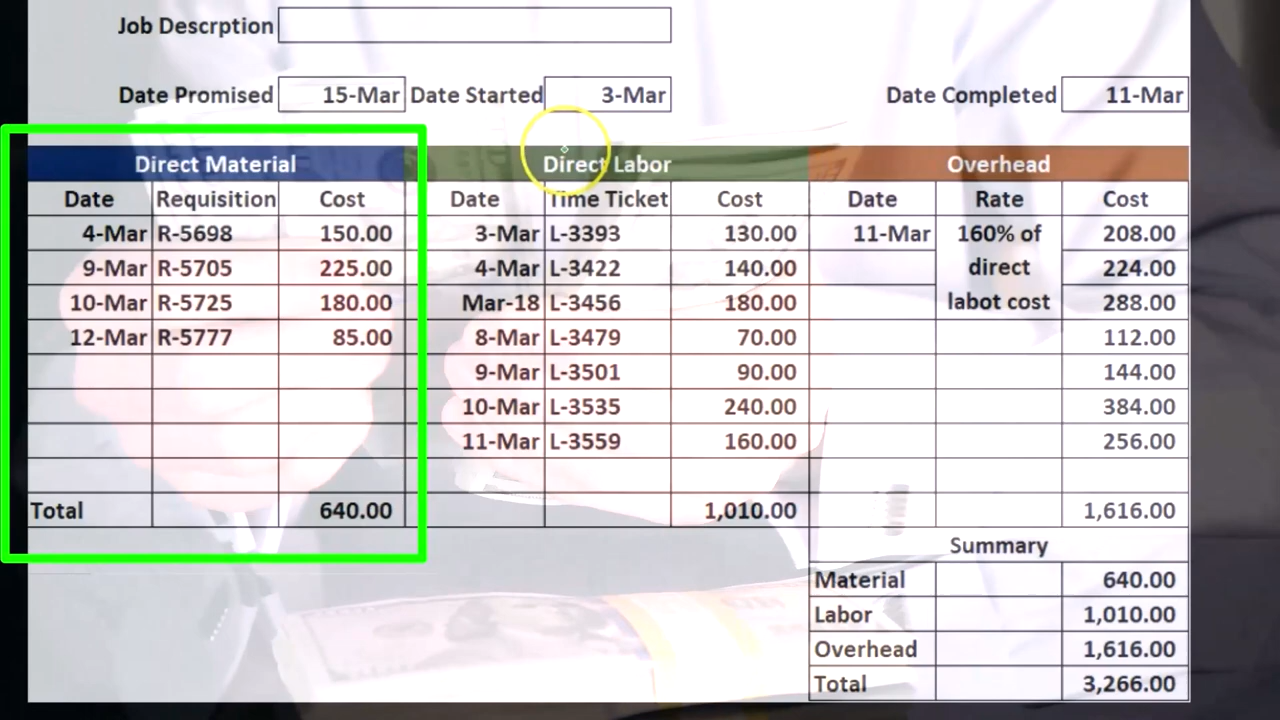 Job Descrption
Date Promised 15-Mar Date Started 3-Mar Date Completed 11-Mar
Direct Material Direct Labor Overhead
Date Requisition Cost Date Time Ticket Cost Date Rate Cost
4-Mar R-5698 150.00 3-Mar L-3393 130.00 11-Mar 160% of 208.00
9-Mar R-5705 225.00 4-Mar L-3422 140.00 direct 224.00
10-Mar R-5725 180.00 Mar-18 L-3456 180.00 labot cost 288.00
12-Mar R-5777 85.00 8-Mar L-3479 70.00 112.00
9-Mar L-3501 90.00 144.00
10-Mar L-3535 240.00 384.00
11-Mar L-3559 160.00 256.00
Total 640.00 1,010.00 1,616.00
Summary
Material 640.00
Labor 1,010.00
Overhead 1,616.00
Total 3,266.00